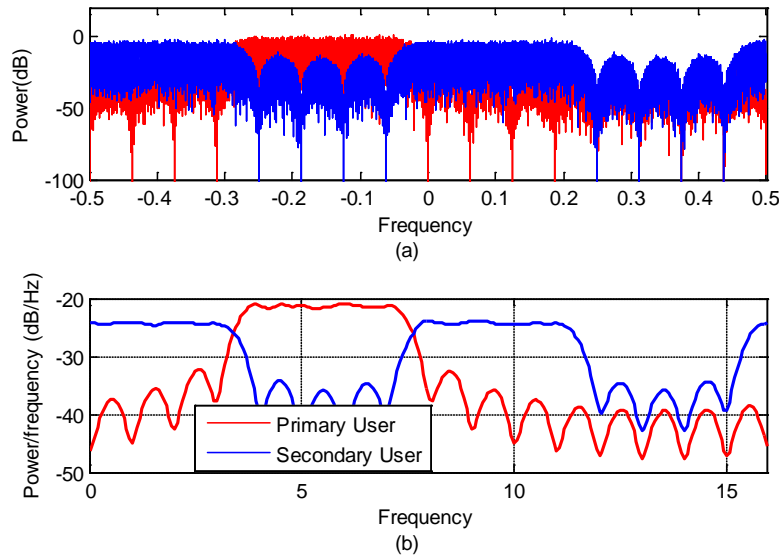 0
-50
-100
Power(dB)
-0.5 -0.4 -0.3 -0.2 -0.1 0 0.1 0.2 0.3 0.4 0.5
Frequency
(a)
-20
-30
-40
-50
Power/frequency (dB/Hz)
Primary User
Secondary User
0 5 10 15
Frequency
(b)